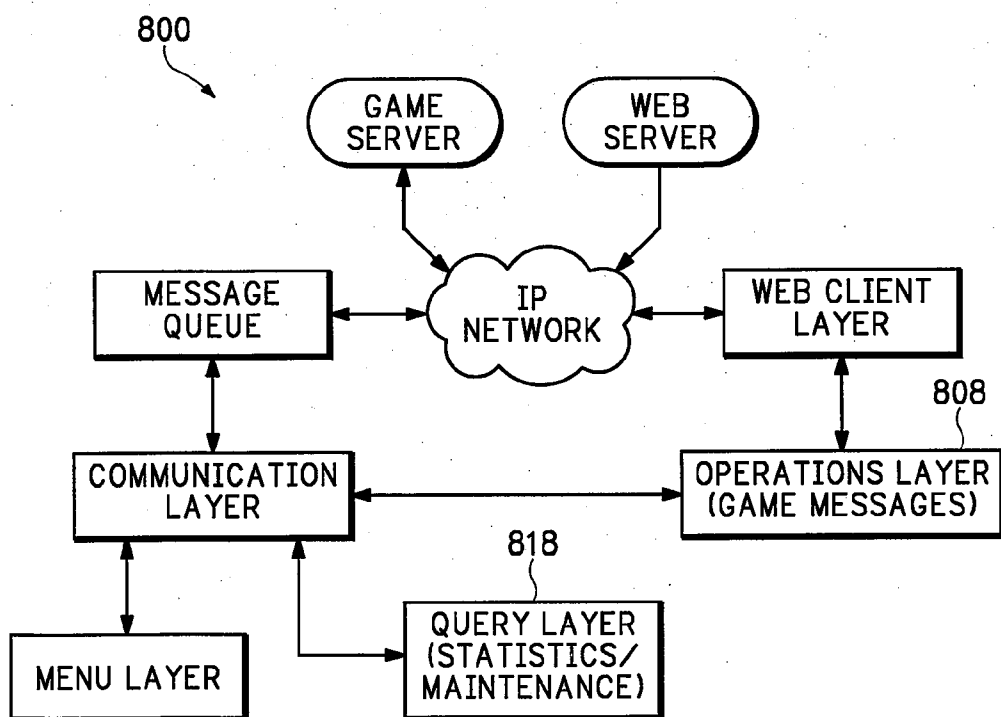 800
GAME
SERVER
WEB
SERVER
MESSAGE
QUEUE
IP
NETWORK
WEB CLIENT
LAYER
808
COMMUNICATION
LAYER
OPERATIONS LAYER
(GAME MESSAGES)
818
MENU LAYER
QUERY LAYER
(STATISTICS/
MAINTENANCE)